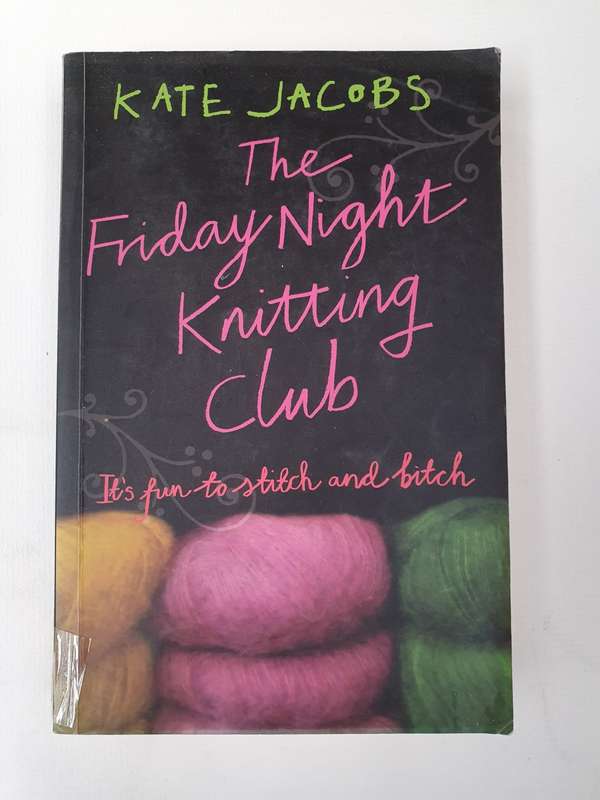 KATE JACOBS
The
Friday Night
Knitting
Club
It's fun to stitch and bitch